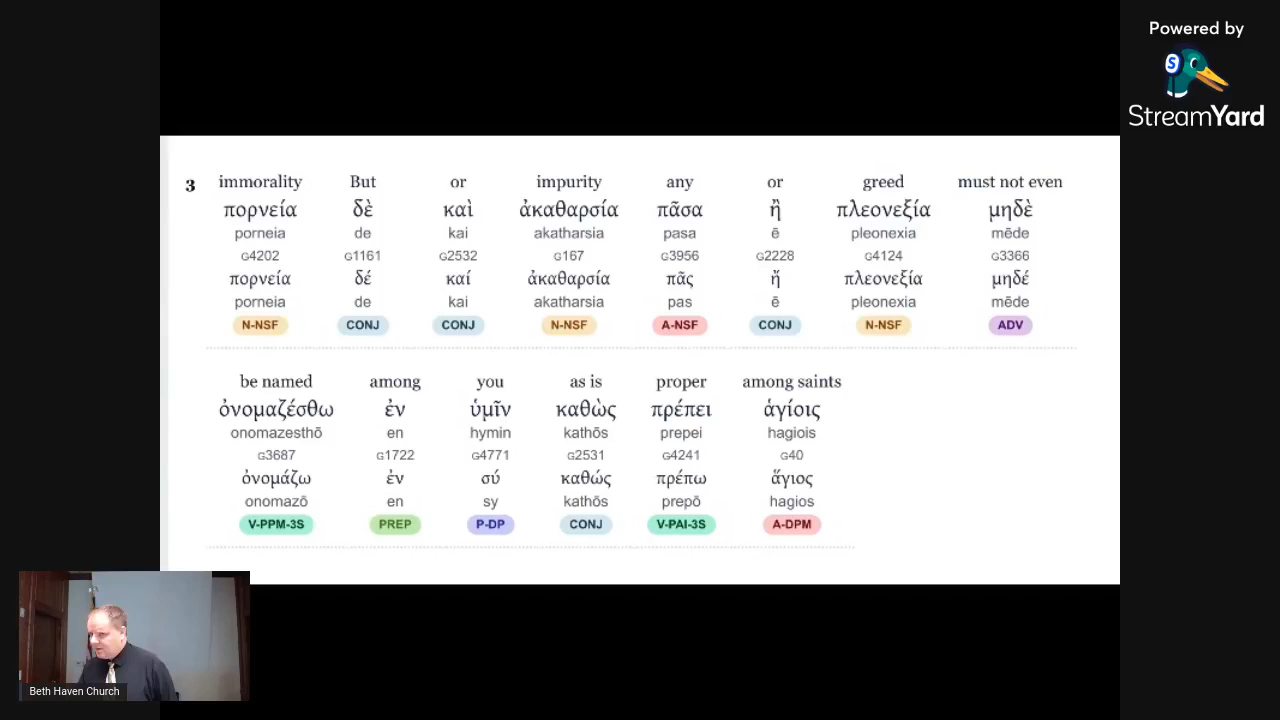 Powered by
S
StreamYard
3 immorality But or impurity any or greed must not even
πορνεία δὲ καὶ ἀκαθαρσία πᾶσα ἢ πλεονεξία μηδὲ
porneia de kai akatharsia pasa ē pleonexia mēde
G4202 G1161 G2532 G167 G3956 G2228 G4124 G3366
πορνεία δέ καί ἀκαθαρσία πᾶς ἤ πλεονεξία μηδέ
porneia de kai akatharsia pas ē pleonexia mēde
N-NSF CONJ CONJ N-NSF A-NSF CONJ N-NSF ADV
be named among you as is proper among saints
ὀνομαζέσθω ἐν ὑμῖν καθὼς πρέπει ἁγίοις
onomazesthō en hymin kathōs prepei hagiois
G3687 G1722 G4771 G2531 G4241 G40
ὀνομάζω ἐν σύ καθώς πρέπω ἅγιος
onomazō en sy kathōs prepō hagios
V-PPM-3S PREP P-DP CONJ V-PAI-3S A-DPM
Beth Haven Church